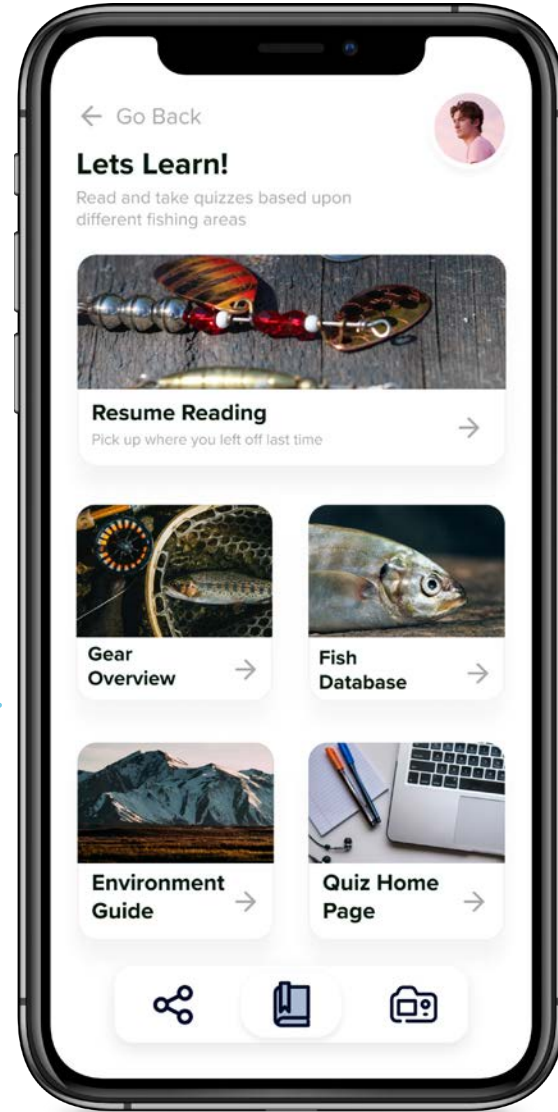 Go Back
Lets Learn!
Read and take quizzes based upon
different fishing areas
Resume Reading
Pick up where you left off last time
Gear
Overview
Fish
Database
Environment
Guide
Quiz Home
Page